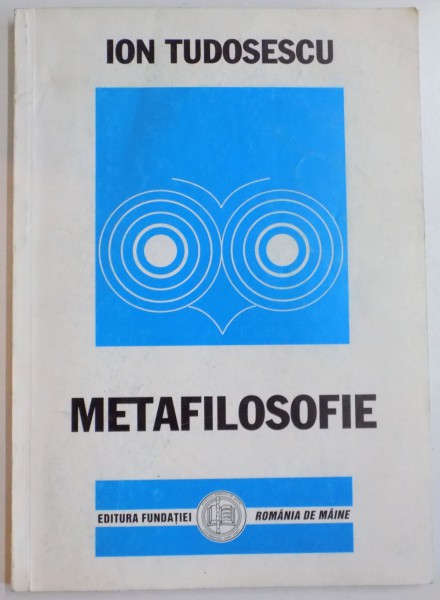 ION TUDOSESCU
METAFILOSOFIE
EDITURA FUNDAȚIEI ROMÂNIA DE MÂINE